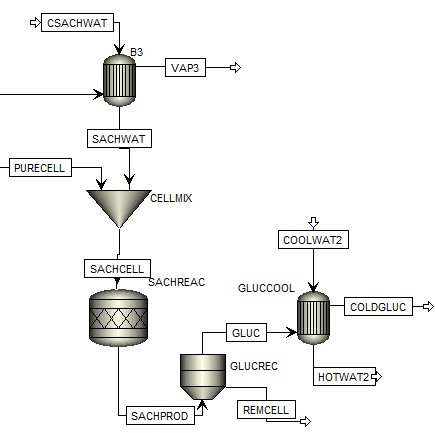 CSACHWAT
B3
VAP3
SACHWAT
PURECELL
CELLMIX
COOLWAT2
SACHCELL
SACHREAC
GLUCCOOL
COLDGLUC
GLUC
GLUCREC
HOTWAT2
REMCELL
SACHPROD